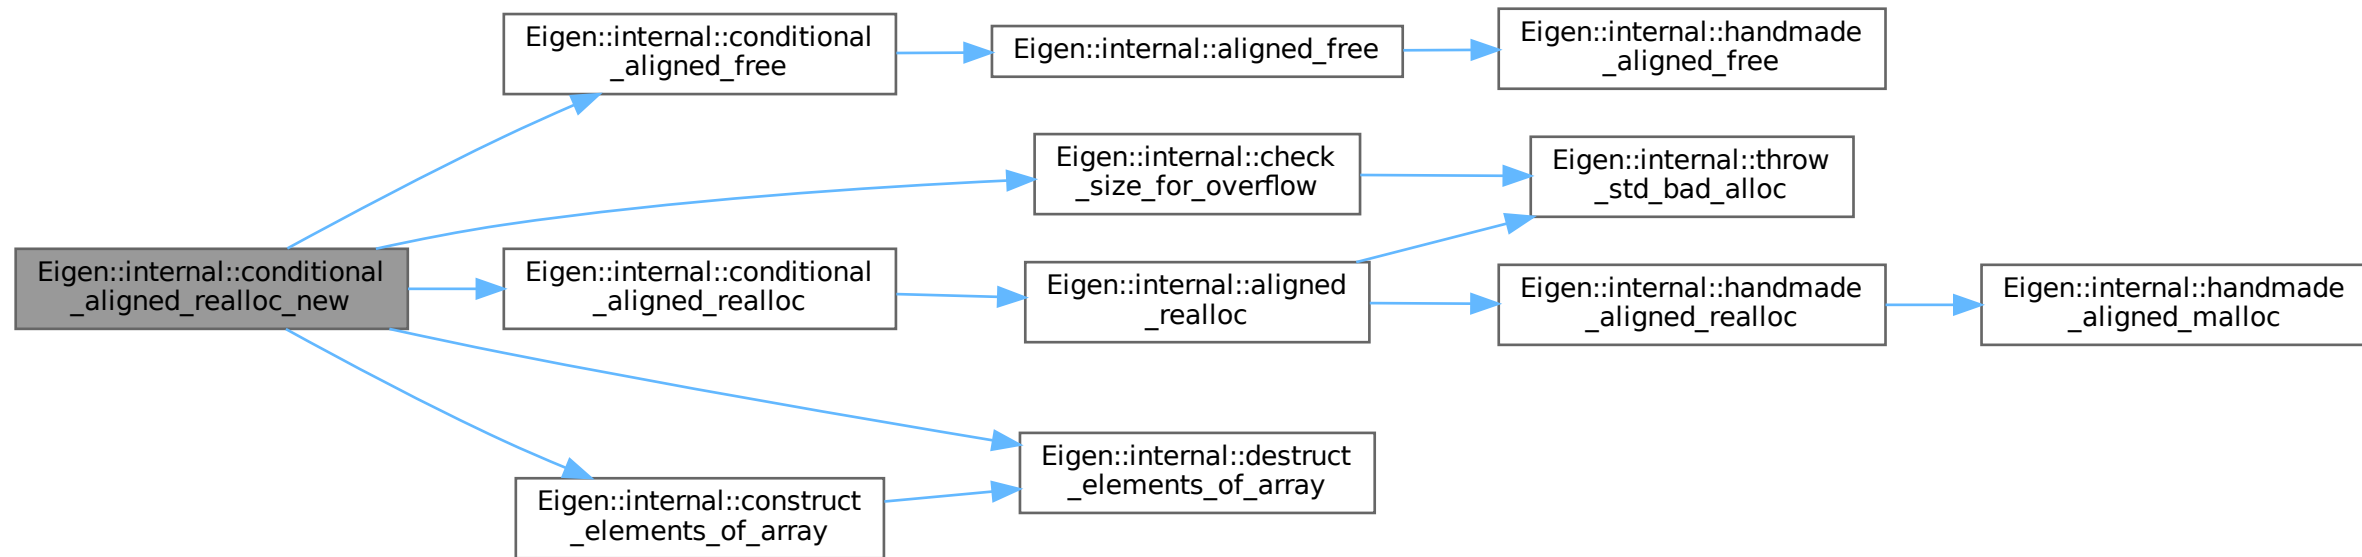 Eigen::internal::conditional
_aligned_free
Eigen::internal::aligned_free
Eigen::internal::handmade
_aligned_free
Eigen::internal::check
_size_for_overflow
Eigen::internal::throw
_std_bad_alloc
Eigen::internal::conditional
_aligned_realloc_new
Eigen::internal::conditional
_aligned_realloc
Eigen::internal::aligned
_realloc
Eigen::internal::handmade
_aligned_realloc
Eigen::internal::handmade
_aligned_malloc
Eigen::internal::destruct
_elements_of_array
Eigen::internal::construct
_elements_of_array